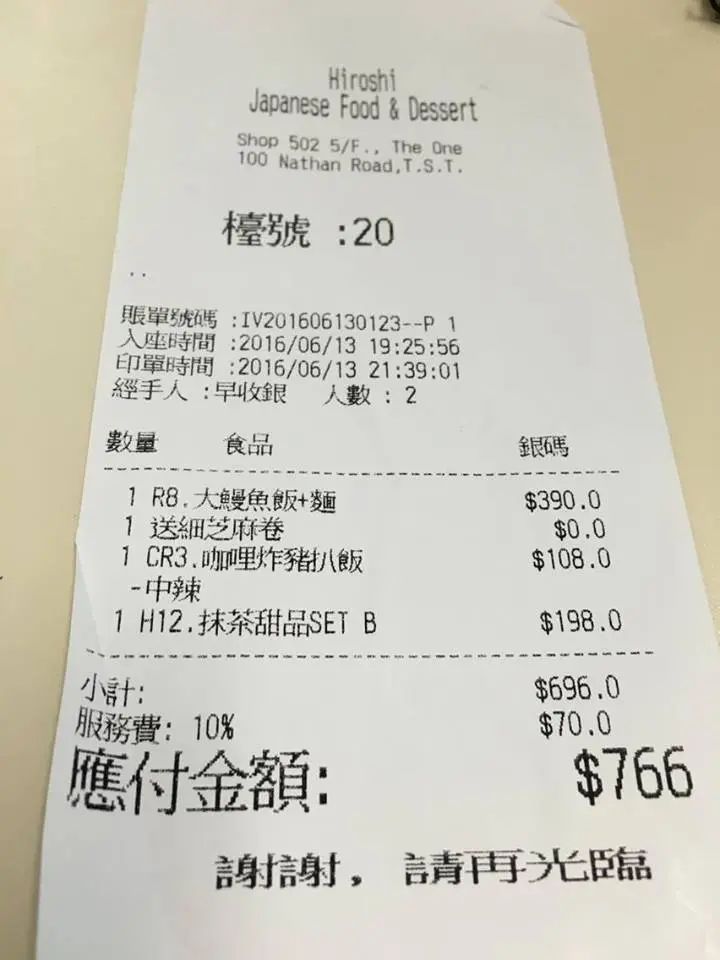 Hiroshi
Japanese Food & Dessert
Shop 502 5/F., The One
100 Nathan Road,T.S.T.
檯號 :20
..
賬單號碼 :IV201606130123--P 1
入座時間 :2016/06/13 19:25:56
印單時間 :2016/06/13 21:39:01
經手人 :早收銀 人數 : 2
數量 食品 銀碼
1 R8.大鰻魚飯+麵 $390.0
1 送細芝麻卷 $0.0
1 CR3.咖哩炸豬扒飯 $108.0
-中辣
1 H12.抹茶甜品SET B $198.0
小計: $696.0
服務費: 10% $70.0
應付金額: $766
謝謝, 請再光臨